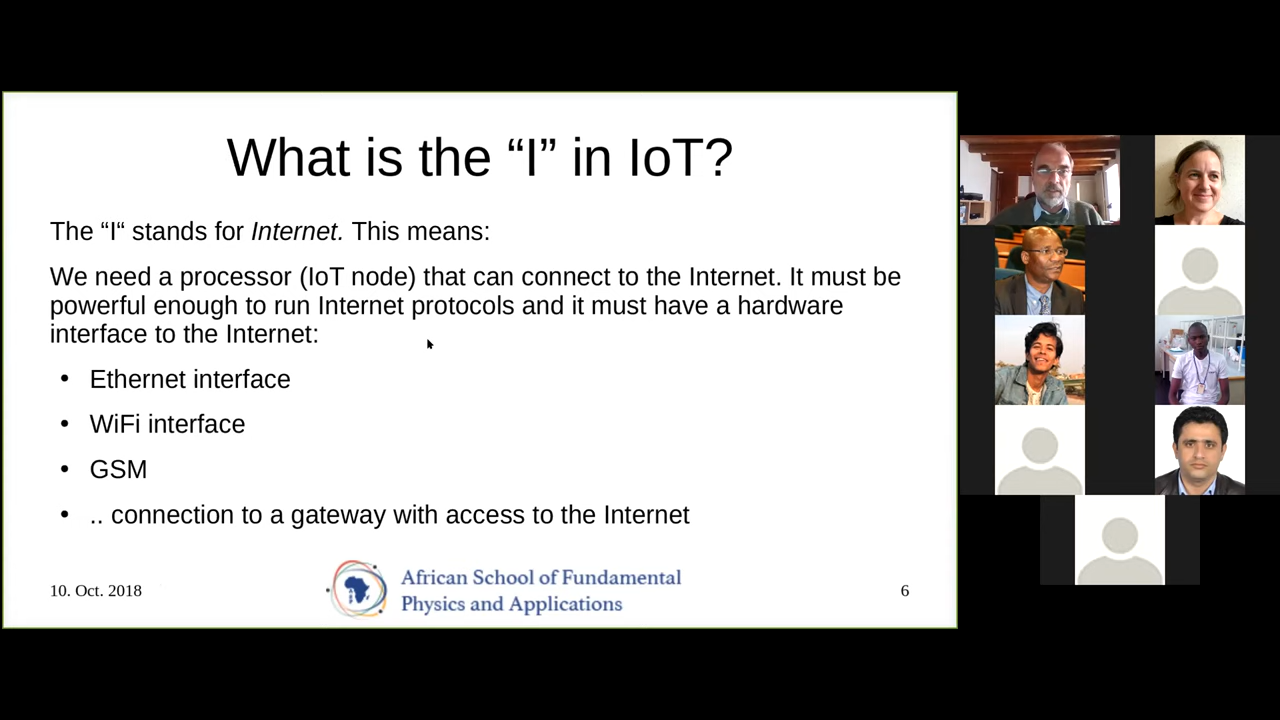 What is the “I” in IoT?
The “I“ stands for Internet. This means:
We need a processor (IoT node) that can connect to the Internet. It must be
powerful enough to run Internet protocols and it must have a hardware
interface to the Internet:
• Ethernet interface
• WiFi interface
• GSM
• .. connection to a gateway with access to the Internet
10. Oct. 2018
African School of Fundamental
Physics and Applications
6